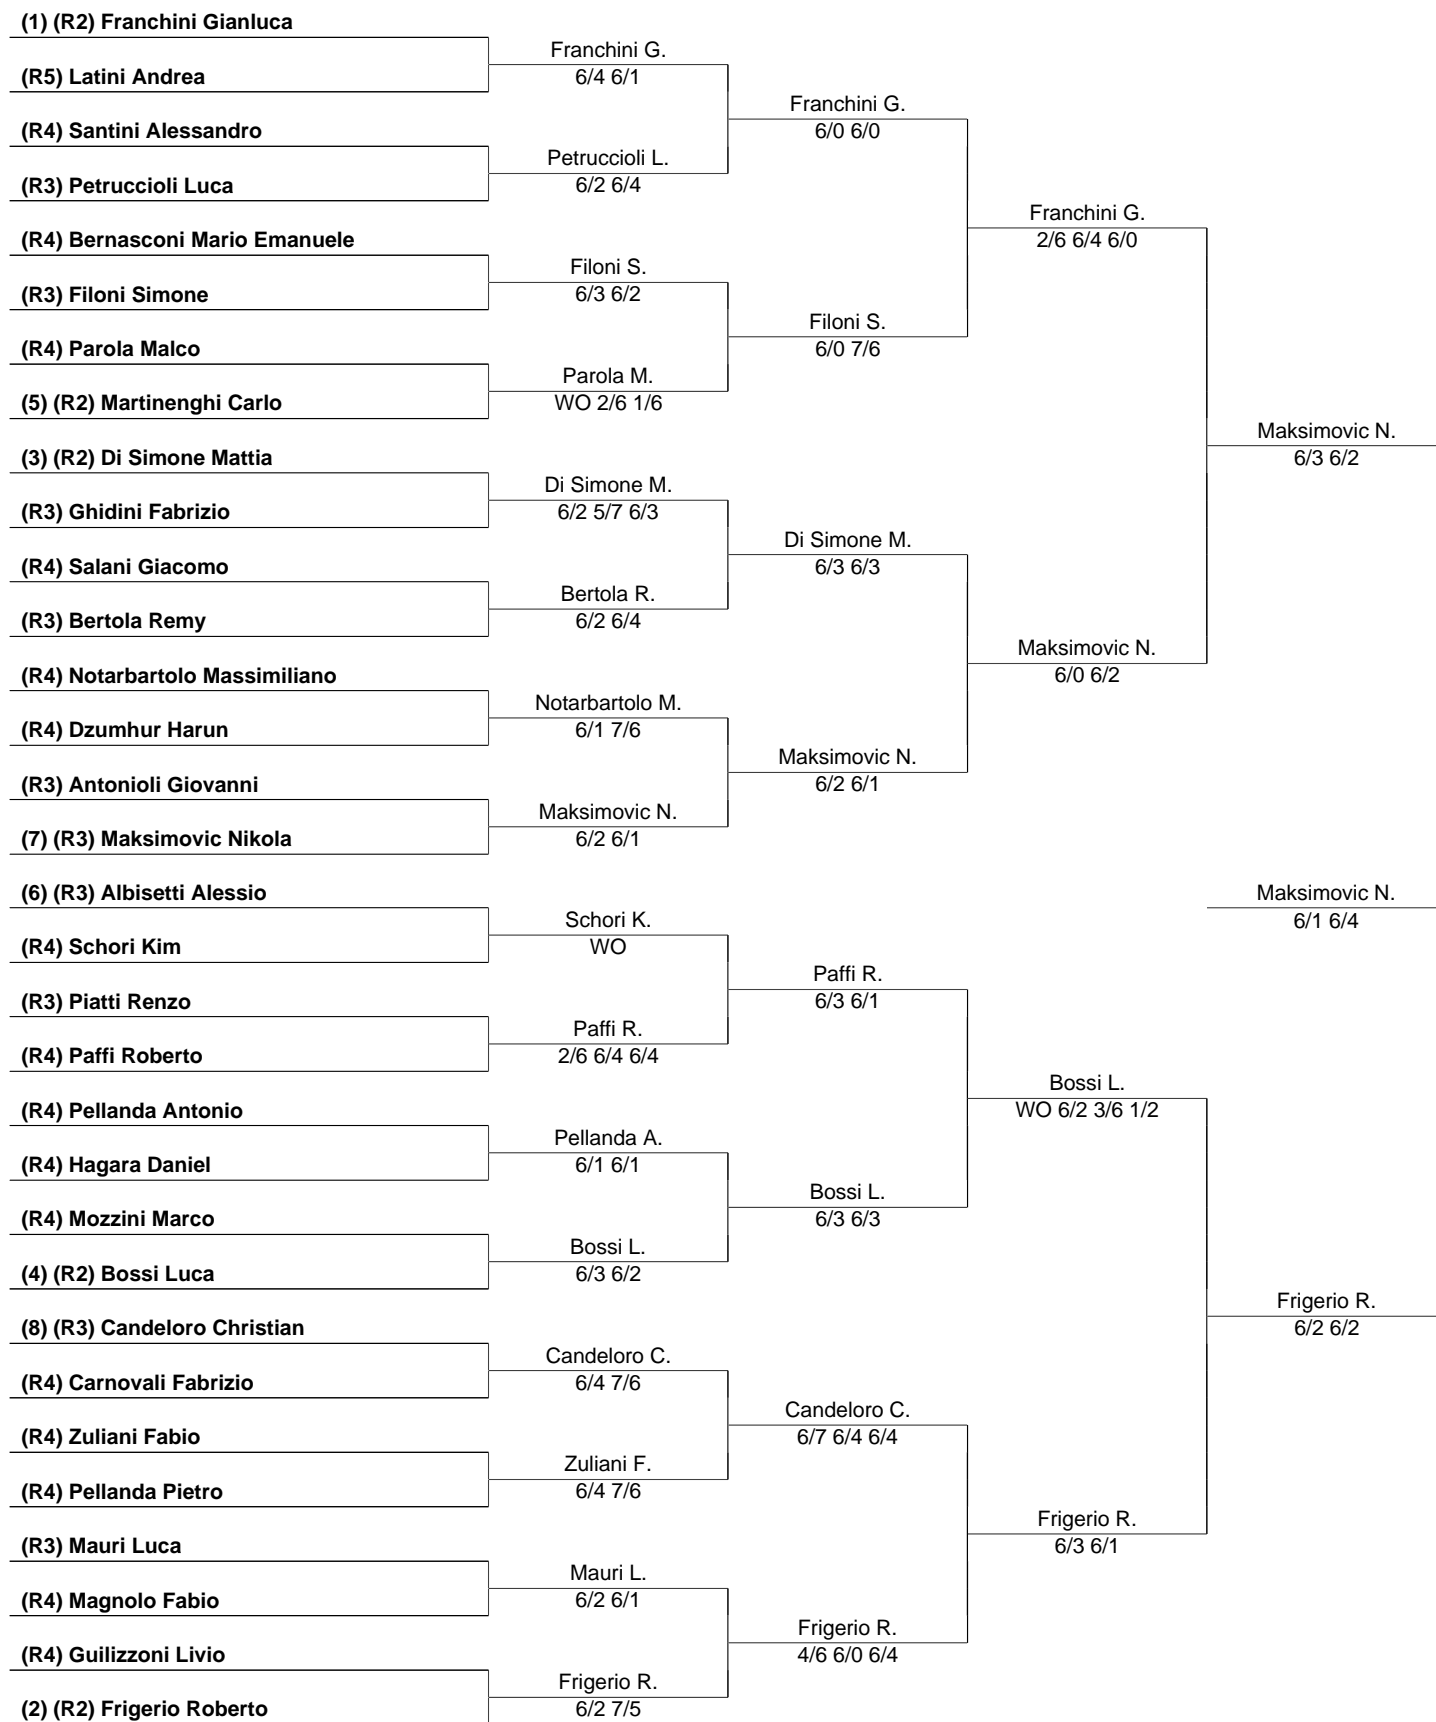 (1) (R2) Franchini Gianluca
Franchini G.
(R5) Latini Andrea
6/4 6/1
Franchini G.
(R4) Santini Alessandro
6/0 6/0
Petruccioli L.
(R3) Petruccioli Luca
6/2 6/4
Franchini G.
(R4) Bernasconi Mario Emanuele
2/6 6/4 6/0
Filoni S.
(R3) Filoni Simone
6/3 6/2
Filoni S.
(R4) Parola Malco
6/0 7/6
Parola M.
(5) (R2) Martinenghi Carlo
WO 2/6 1/6
Maksimovic N.
(3) (R2) Di Simone Mattia
6/3 6/2
Di Simone M.
(R3) Ghidini Fabrizio
6/2 5/7 6/3
Di Simone M.
(R4) Salani Giacomo
6/3 6/3
Bertola R.
(R3) Bertola Remy
6/2 6/4
Maksimovic N.
(R4) Notarbartolo Massimiliano
6/0 6/2
Notarbartolo M.
(R4) Dzumhur Harun
6/1 7/6
Maksimovic N.
(R3) Antonioli Giovanni
6/2 6/1
Maksimovic N.
(7) (R3) Maksimovic Nikola
6/2 6/1
(6) (R3) Albisetti Alessio
Maksimovic N.
6/1 6/4
Schori K.
(R4) Schori Kim
WO
Paffi R.
(R3) Piatti Renzo
6/3 6/1
Paffi R.
(R4) Paffi Roberto
2/6 6/4 6/4
Bossi L.
(R4) Pellanda Antonio
WO 6/2 3/6 1/2
Pellanda A.
(R4) Hagara Daniel
6/1 6/1
Bossi L.
(R4) Mozzini Marco
6/3 6/3
Bossi L.
(4) (R2) Bossi Luca
6/3 6/2
Frigerio R.
(8) (R3) Candeloro Christian
6/2 6/2
Candeloro C.
(R4) Carnovali Fabrizio
6/4 7/6
Candeloro C.
(R4) Zuliani Fabio
6/7 6/4 6/4
Zuliani F.
(R4) Pellanda Pietro
6/4 7/6
Frigerio R.
(R3) Mauri Luca
6/3 6/1
Mauri L.
(R4) Magnolo Fabio
6/2 6/1
Frigerio R.
(R4) Guilizzoni Livio
4/6 6/0 6/4
Frigerio R.
(2) (R2) Frigerio Roberto
6/2 7/5